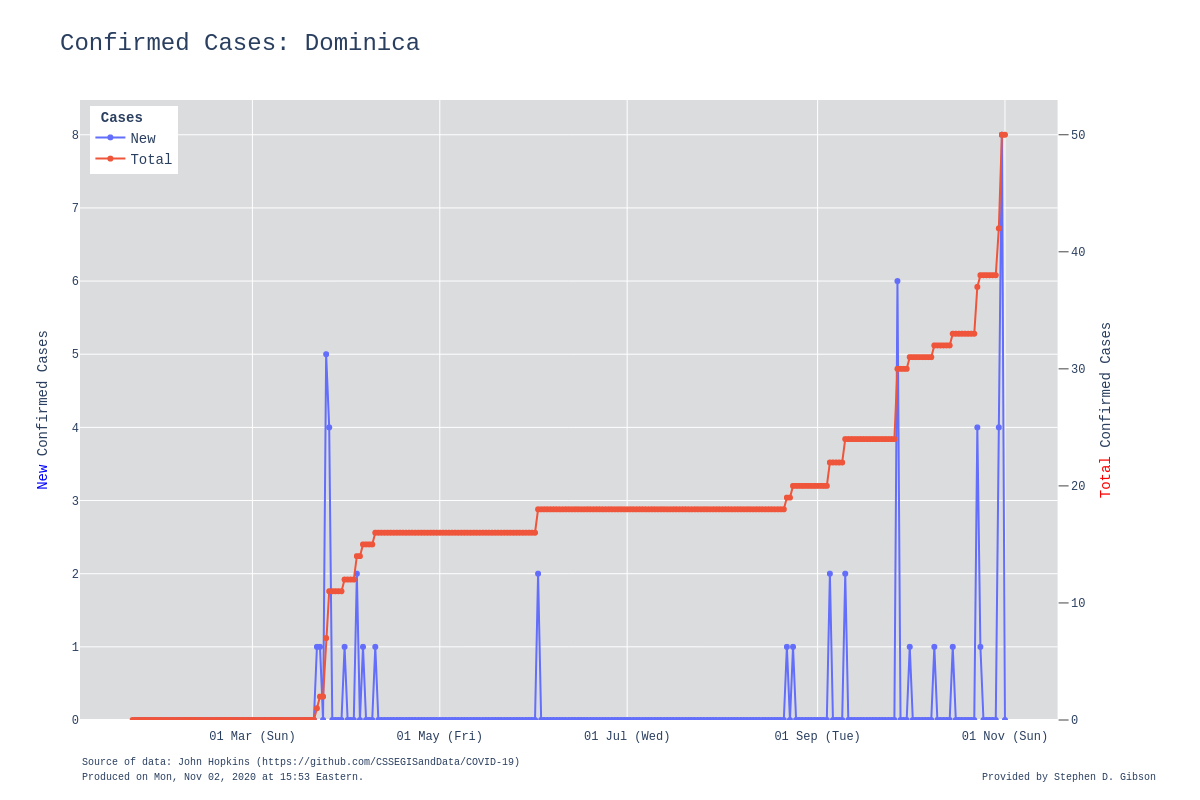 Confirmed Cases: Dominica
Cases
New
Total
8
7
6
5
4
3
2
1
0
50
40
30
20
10
0
New Confirmed Cases
Total Confirmed Cases
01 Mar (Sun)
01 May (Fri)
01 Jul (Wed)
01 Sep (Tue)
01 Nov (Sun)
Source of data: John Hopkins (https://github.com/CSSEGISandData/COVID-19)
Produced on Mon, Nov 02, 2020 at 15:53 Eastern.
Provided by Stephen D. Gibson